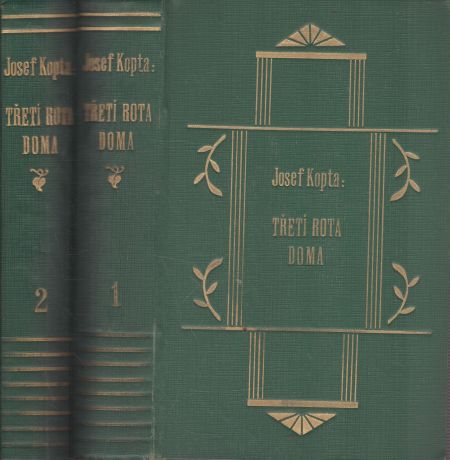 Josef Kopta:
TŘETÍ ROTA
DOMA
2
Josef Kopta:
TŘETÍ ROTA
DOMA
1
Josef Kopta:
TŘETÍ ROTA
DOMA